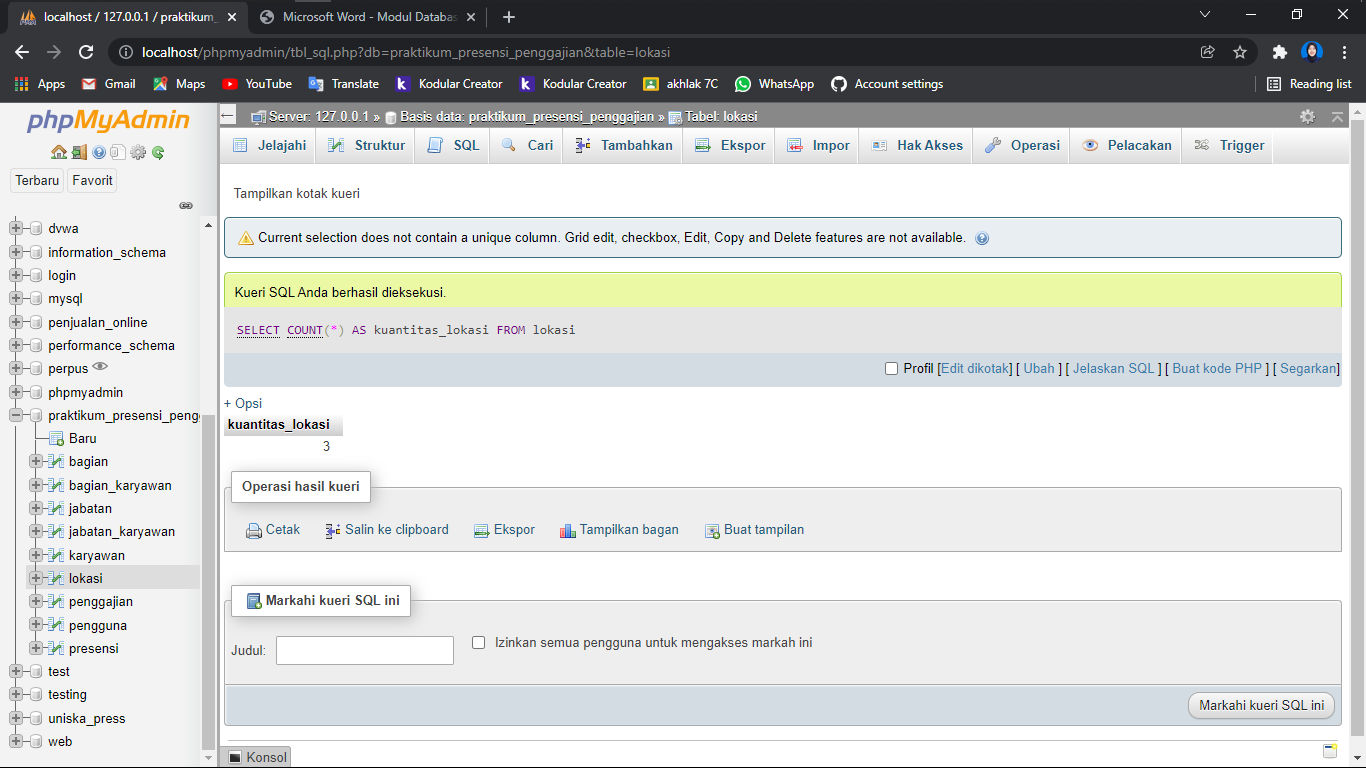 localhost / 127.0.0.1 / praktikum_
Microsoft Word - Modul Databas
localhost/phpmyadmin/tbl_sql.php?db=praktikum_presensi_penggajian&table=lokasi
Apps Gmail Maps YouTube Translate Kodular Creator Kodular Creator akhlak 7C WhatsApp Account settings Reading list
phpMyAdmin
Terbaru Favorit
dvwa
information_schema
login
mysql
penjualan_online
performance_schema
perpus
phpmyadmin
praktikum_presensi_peng
Baru
bagian
bagian_karyawan
jabatan
jabatan_karyawan
karyawan
lokasi
penggajian
pengguna
presensi
test
testing
uniska_press
web
Server: 127.0.0.1 » Basis data: praktikum_presensi_penggajian » Tabel: lokasi
Jelajahi Struktur SQL Cari Tambahkan Ekspor Impor Hak Akses Operasi Pelacakan Trigger
Tampilkan kotak kueri
Current selection does not contain a unique column. Grid edit, checkbox, Edit, Copy and Delete features are not available.
Kueri SQL Anda berhasil dieksekusi.
SELECT COUNT(*) AS kuantitas_lokasi FROM lokasi
Profil [Edit dikotak] [ Ubah ] [ Jelaskan SQL ] [ Buat kode PHP ] [ Segarkan]
+ Opsi
kuantitas_lokasi
3
Operasi hasil kueri
Cetak Salin ke clipboard Ekspor Tampilkan bagan Buat tampilan
Markahi kueri SQL ini
Judul: Izinkan semua pengguna untuk mengakses markah ini
Markahi kueri SQL ini
Konsol